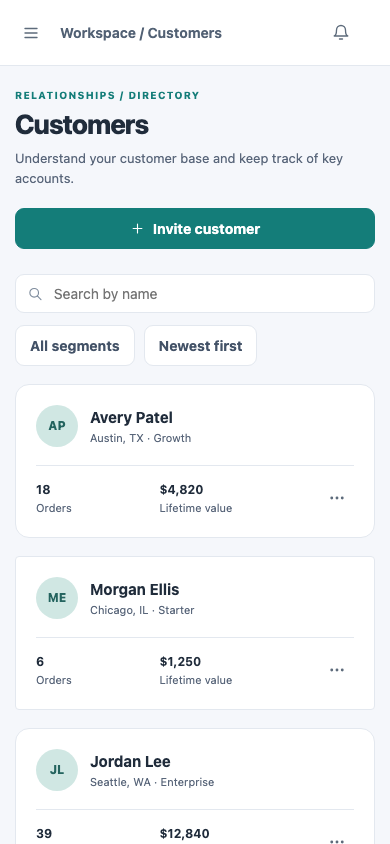 Workspace / Customers
RELATIONSHIPS / DIRECTORY
Customers
Understand your customer base and keep track of key
accounts.
+ Invite customer
Search by name
All segments
Newest first
AP
Avery Patel
Austin, TX · Growth
18
$4,820
Orders
Lifetime value
ME
Morgan Ellis
Chicago, IL · Starter
6
$1,250
Orders
Lifetime value
JL
Jordan Lee
Seattle, WA · Enterprise
39
$12,840